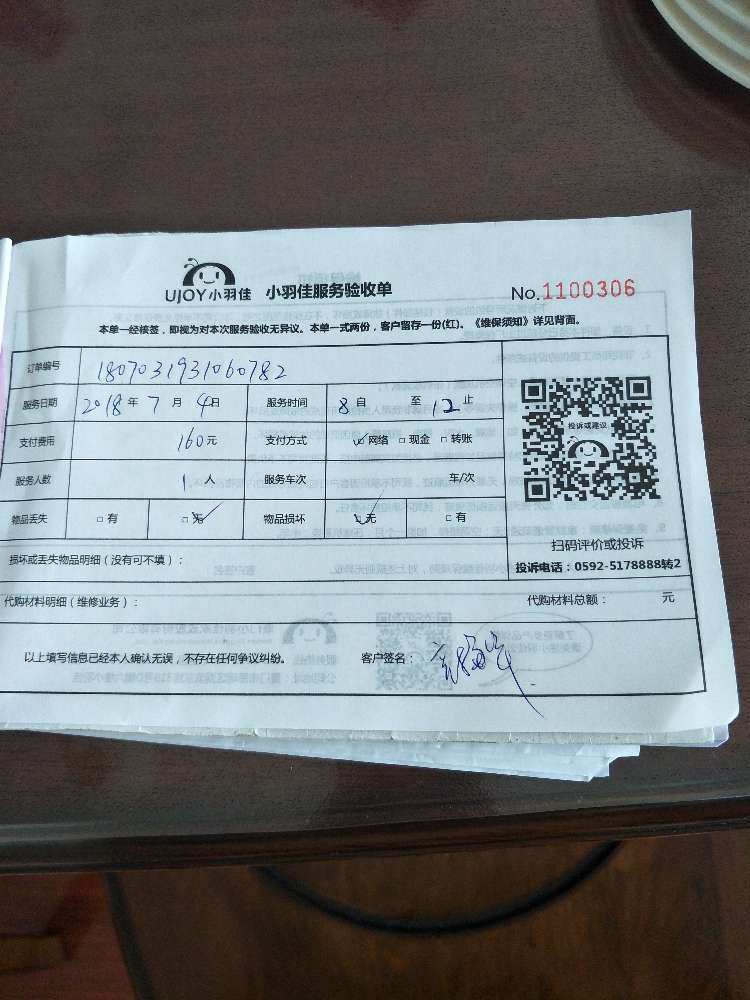 UJOY小羽佳 小羽佳服务验收单 No.1100306
本单一经核签，即视为对本次服务验收无异议。本单一式两份，客户留存一份(红)。《维保须知》详见背面。
订单编号 1807031931060782
服务日期 2018年7月4日 服务时间 8自 至12止
支付费用 160元 支付方式 ☑网络 □现金 □转账
服务人数 1人 服务车次 车/次
物品丢失 □有 ☑无 物品损坏 ☑无 □有
投诉或建议
扫码评价或投诉
投诉电话：0592-5178888转2
损坏或丢失物品明细（没有可不填）：
代购材料明细（维修业务）： 代购材料总额： 元
以上填写信息已经本人确认无误，不存在任何争议纠纷。 客户签名：